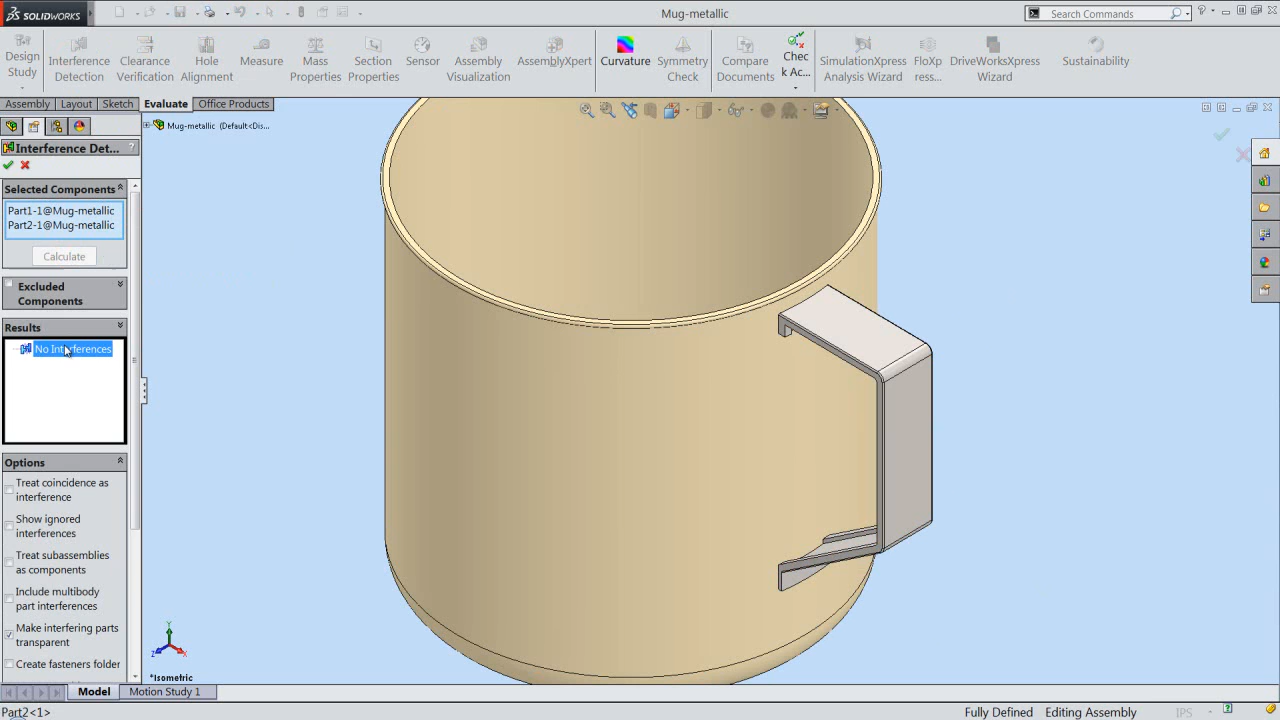 SOLIDWORKS
Mug-metallic
Search Commands
Design Study
Interference Detection
Clearance Verification
Hole Alignment
Measure
Mass Properties
Section Properties
Sensor
Assembly Visualization
AssemblyXpert
Curvature
Symmetry Check
Compare Documents
Chec k Ac...
SimulationXpress Analysis Wizard
FloXp ress...
DriveWorksXpress Wizard
Sustainability
Assembly
Layout
Sketch
Evaluate
Office Products
Mug-metallic (Default<Dis...
Interference Det...
?
Selected Components
Part1-1@Mug-metallic
Part2-1@Mug-metallic
Calculate
Excluded
Components
Results
No Interferences
Options
Treat coincidence as
interference
Show ignored
interferences
Treat subassemblies
as components
Include multibody
part interferences
Make interfering parts
transparent
Create fasteners folder
Y
Z
X
*Isometric
Model
Motion Study 1
Part2<1>
Fully Defined
Editing Assembly
IPS